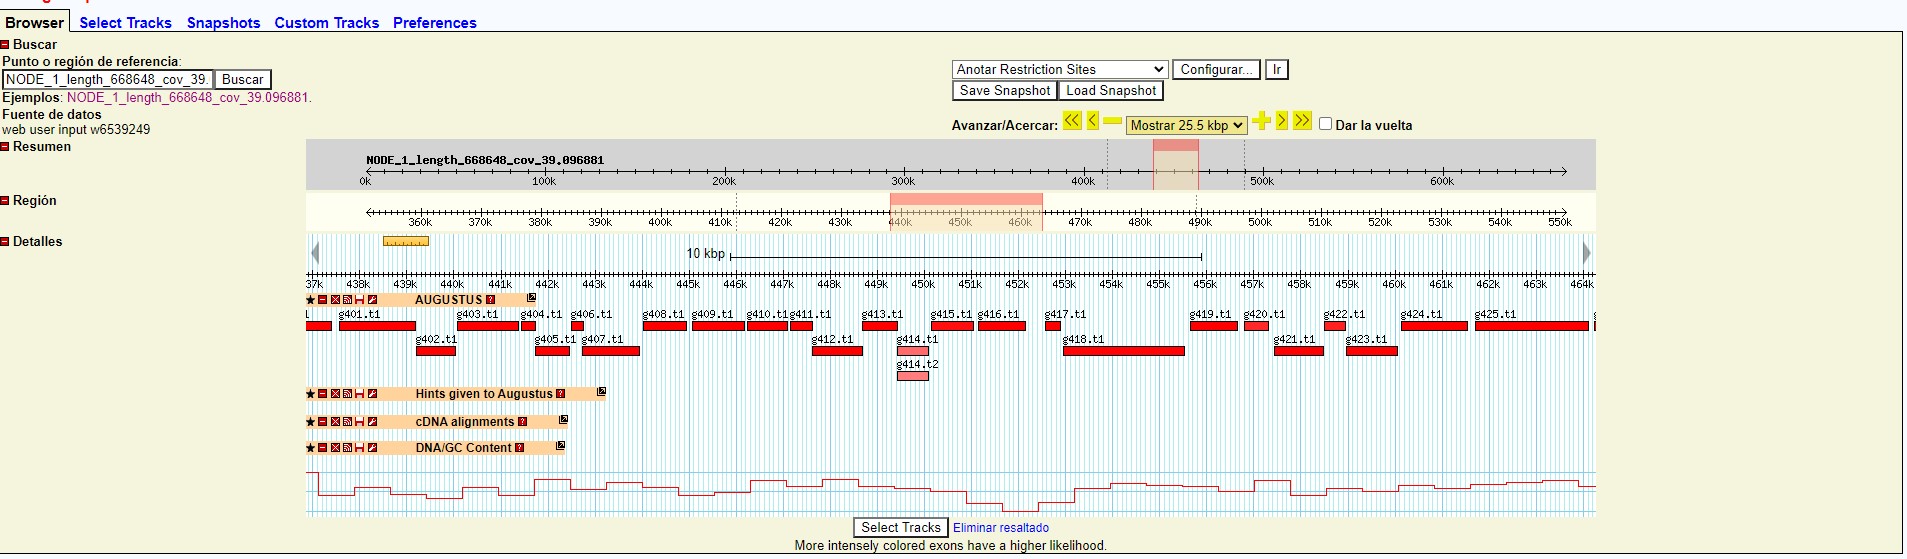 Browser Select Tracks Snapshots Custom Tracks Preferences
Buscar
Punto o región de referencia:
NODE_1_length_668648_cov_39. Buscar
Ejemplos: NODE_1_length_668648_cov_39.096881.
Fuente de datos
web user input w6539249
Anotar Restriction Sites Configurar... Ir
Save Snapshot Load Snapshot
Avanzar/Acercar: << < Mostrar 25.5 kbp > >> Dar la vuelta
Resumen
NODE_1_length_668648_cov_39.096881
0k 100k 200k 300k 400k 500k 600k
Región
360k 370k 380k 390k 400k 410k 420k 430k 440k 450k 460k 470k 480k 490k 500k 510k 520k 530k 540k 550k
Detalles
10 kbp
37k 438k 439k 440k 441k 442k 443k 444k 445k 446k 447k 448k 449k 450k 451k 452k 453k 454k 455k 456k 457k 458k 459k 460k 461k 462k 463k 464k
AUGUSTUS ?
g401.t1 g403.t1 g404.t1 g406.t1 g408.t1 g409.t1 g410.t1 g411.t1 g413.t1 g415.t1 g416.t1 g417.t1 g419.t1 g420.t1 g422.t1 g424.t1 g425.t1
g402.t1 g405.t1 g407.t1 g412.t1 g414.t1 g418.t1 g421.t1 g423.t1
g414.t2
Hints given to Augustus ?
cDNA alignments ?
DNA/GC Content ?
Select Tracks Eliminar resaltado
More intensely colored exons have a higher likelihood.